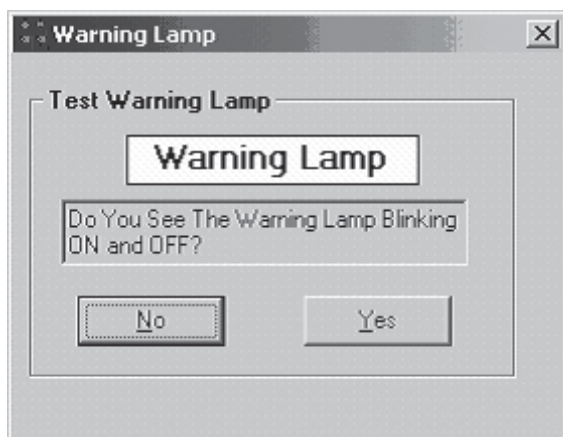 Warning Lamp
Test Warning Lamp
Warning Lamp
Do You See The Warning Lamp Blinking
ON and OFF?
No
Yes